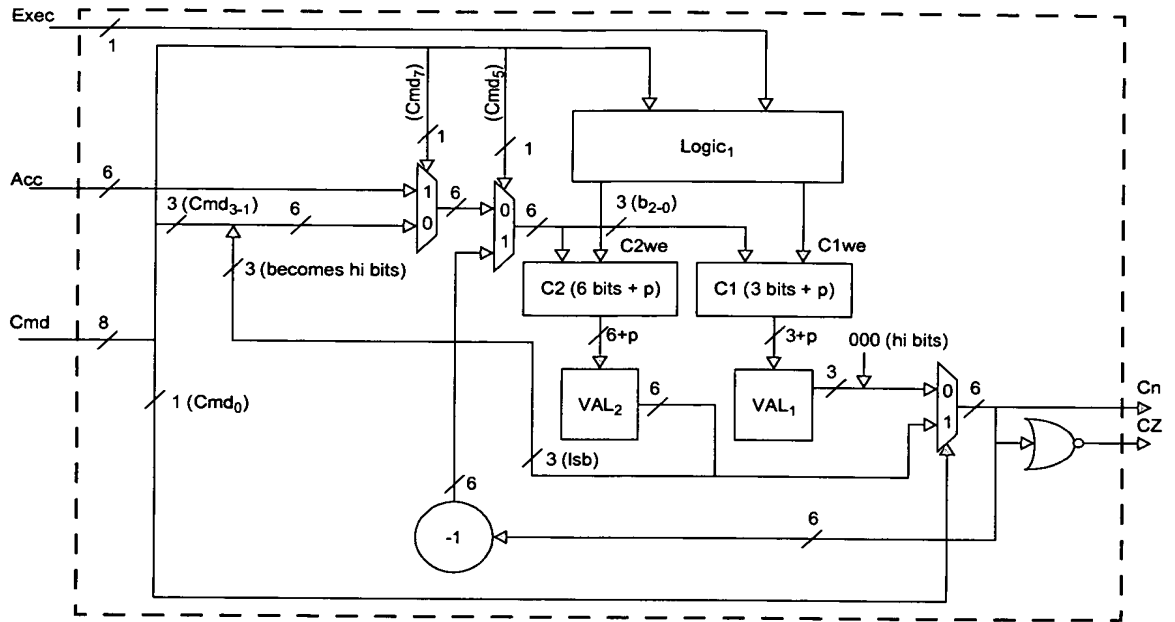 Exec
1
(Cmd7)
(Cmd5)
1
1
Logic1
Acc
6
1
0
6
0
1
6
3 (b2-0)
3 (Cmd3-1)
6
C2we
C1we
3 (becomes hi bits)
C2 (6 bits + p)
C1 (3 bits + p)
Cmd
8
6+p
3+p
000 (hi bits)
VAL2
6
VAL1
3
0
1
6
Cn
CZ
1 (Cmd0)
3 (lsb)
6
-1
6